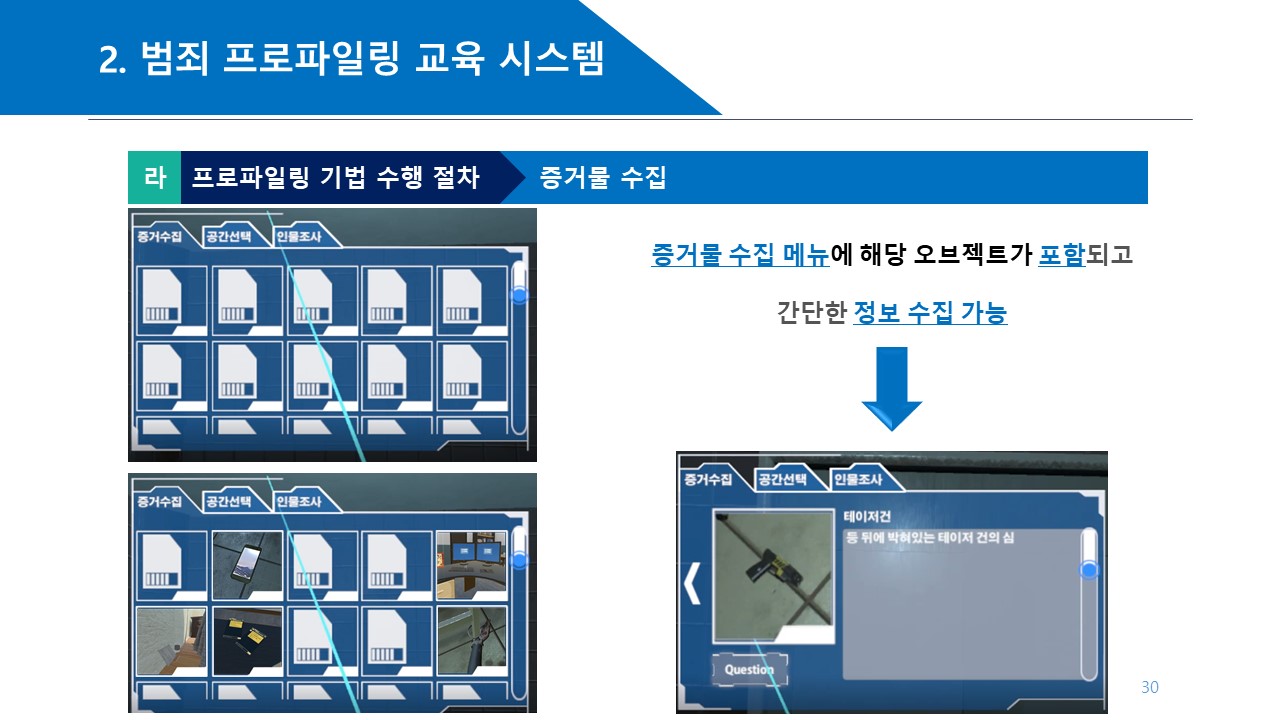 2. 범죄 프로파일링 교육 시스템
라 프로파일링 기법 수행 절차 증거물 수집
증거수집 공간선택 인물조사
증거물 수집 메뉴에 해당 오브젝트가 포함되고
간단한 정보 수집 가능
증거수집 공간선택 인물조사
증거수집 공간선택 인물조사
테이저건
등 뒤에 박혀있는 테이저 건의 심
Question
30